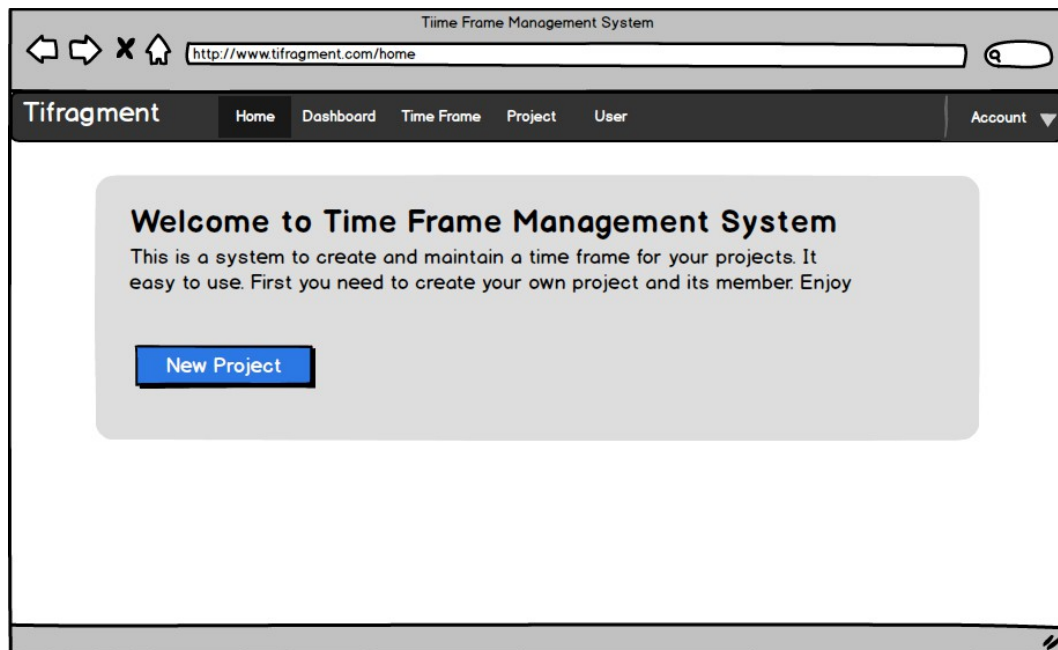 Tiime Frame Management System
http://www.tifragment.com/home
Tifragment Home Dashboard Time Frame Project User Account
Welcome to Time Frame Management System
This is a system to create and maintain a time frame for your projects. It
easy to use. First you need to create your own project and its member. Enjoy
New Project